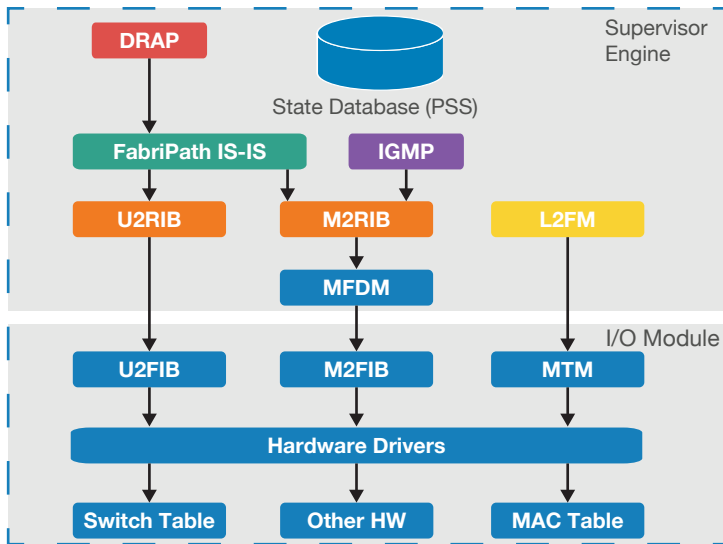 DRAP
Supervisor
Engine
State Database (PSS)
FabriPath IS-IS
IGMP
U2RIB
M2RIB
L2FM
MFDM
I/O Module
U2FIB
M2FIB
MTM
Hardware Drivers
Switch Table
Other HW
MAC Table